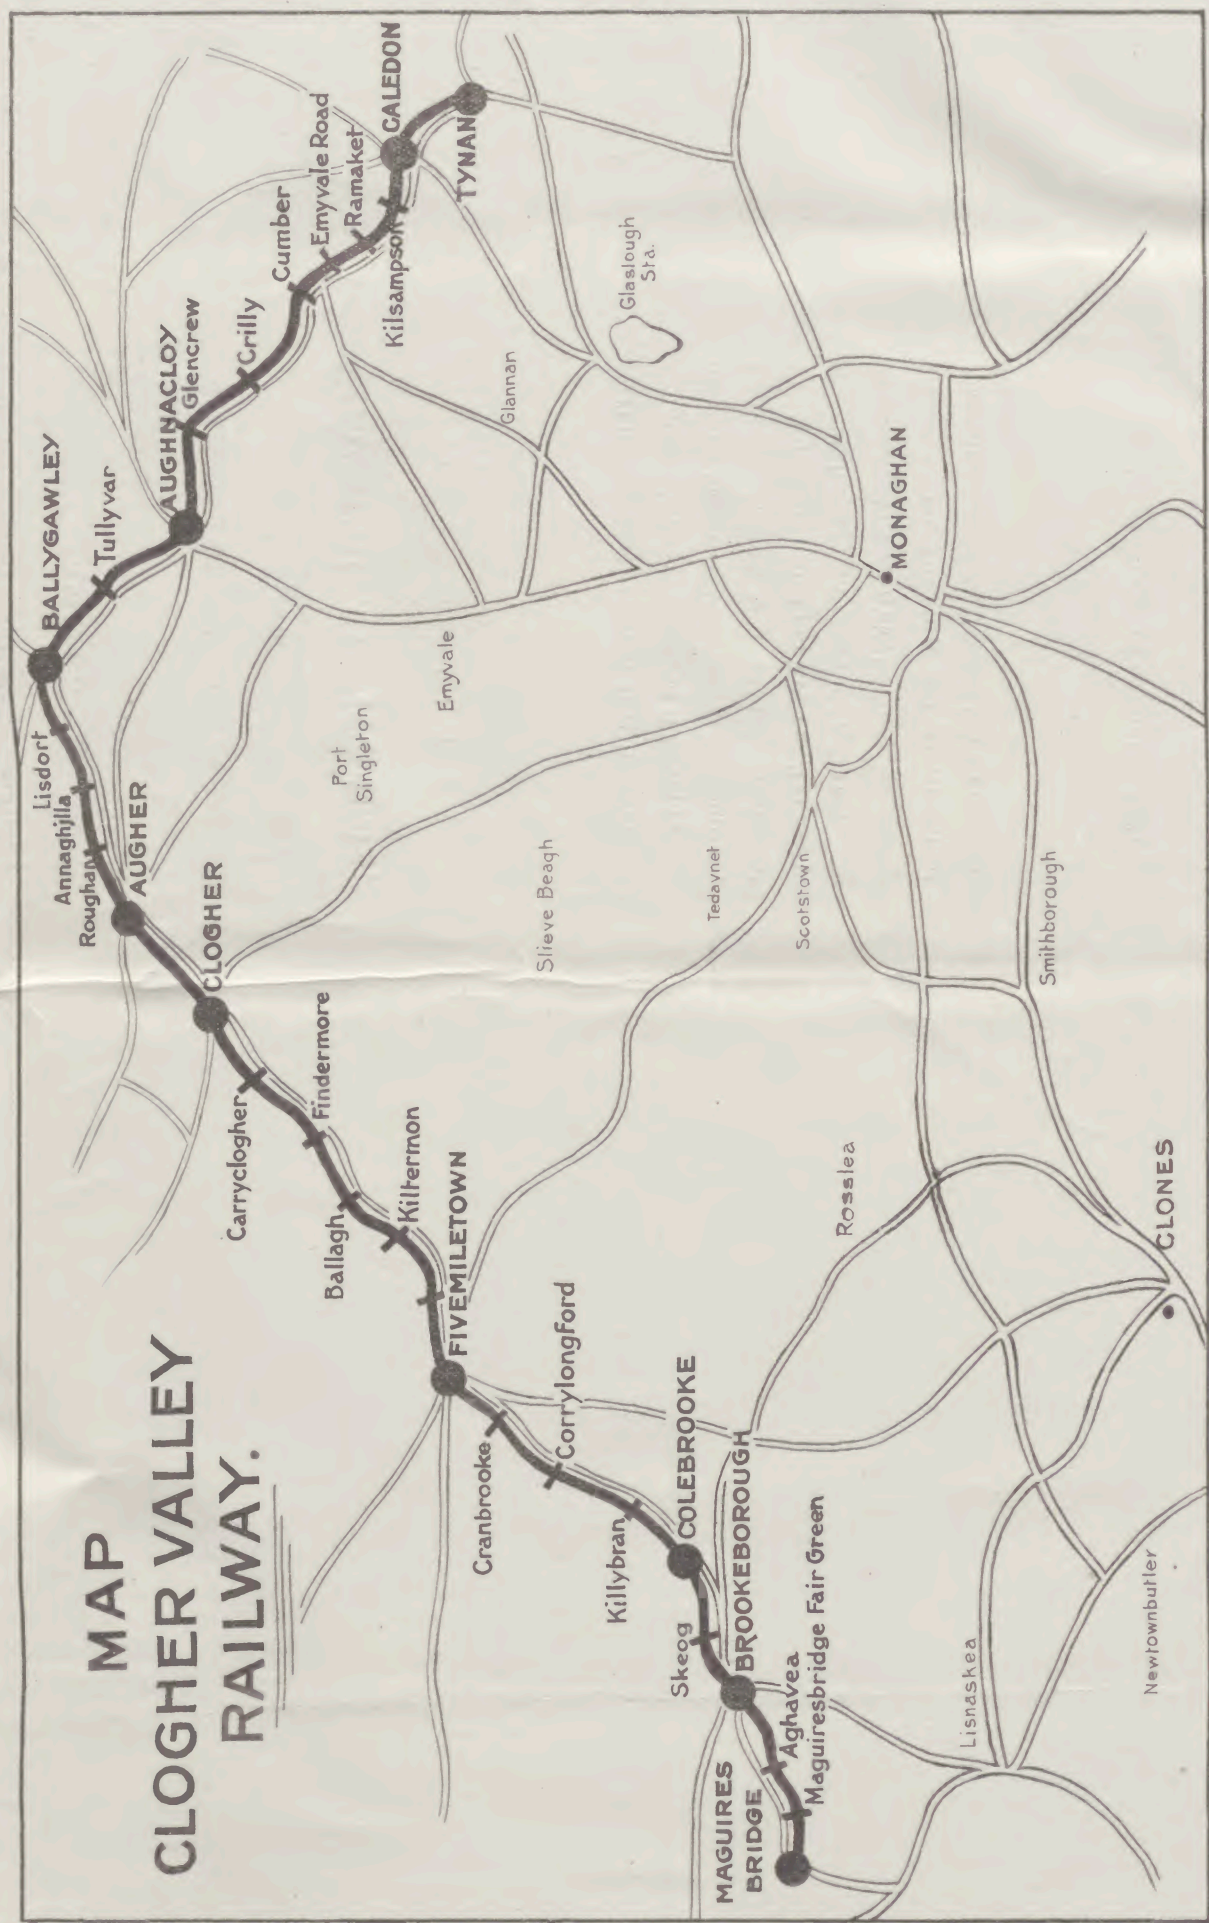 MAP
CLOGHER VALLEY
RAILWAY.
MAGUIRES
BRIDGE
Maguiresbridge Fair Green
Aghavea
BROOKEBOROUGH
Skeog
COLEBROOKE
Killybran
Corrylongford
Cranbrooke
FIVEMILETOWN
Kiltermon
Ballagh
Findermore
Carryclogher
CLOGHER
AUGHER
Roughan
Annaghilla
Lisdort
BALLYGAWLEY
Tullyvar
AUGHNACLOY
Glencrew
Crilly
Cumber
Emyvale Road
Ramaket
Kilsampson
CALEDON
TYNAN
Glaslough
Sta.
Glannan
MONAGHAN
Emyvale
Port
Singleton
Slieve Beagh
Tedavnet
Scotstown
Smithborough
Rosslea
CLONES
Lisnaskea
Newtownbutler